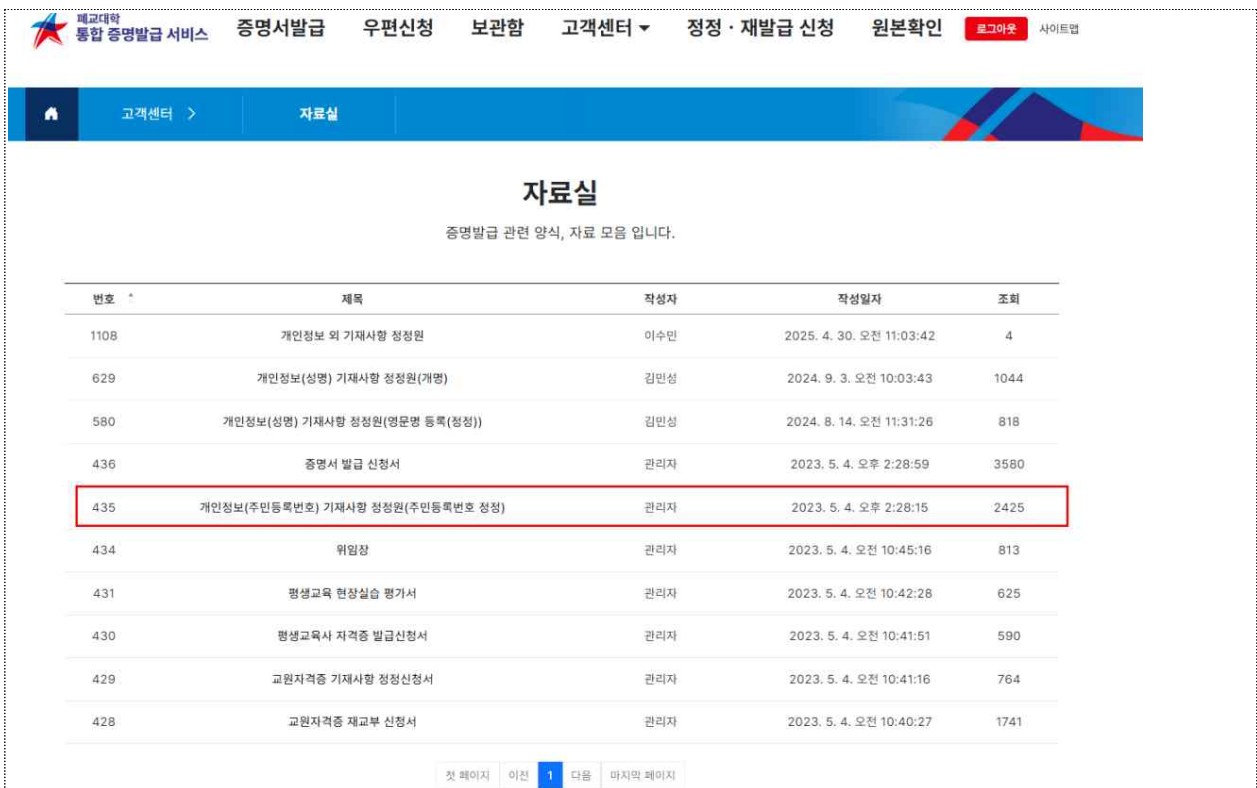 폐교대학
통합 증명발급 서비스
증명서발급 우편신청 보관함 고객센터 정정 · 재발급 신청 원본확인 로그아웃 사이트맵
고객센터 > 자료실
자료실
증명발급 관련 양식, 자료 모음 입니다.
번호 제목 작성자 작성일자 조회
1108 개인정보 외 기재사항 정정원 이수민 2025. 4. 30. 오전 11:03:42 4
629 개인정보(성명) 기재사항 정정원(개명) 김민성 2024. 9. 3. 오전 10:03:43 1044
580 개인정보(성명) 기재사항 정정원(영문명 등록(정정)) 김민성 2024. 8. 14. 오전 11:31:26 818
436 증명서 발급 신청서 관리자 2023. 5. 4. 오후 2:28:59 3580
435 개인정보(주민등록번호) 기재사항 정정원(주민등록번호 정정) 관리자 2023. 5. 4. 오후 2:28:15 2425
434 위임장 관리자 2023. 5. 4. 오전 10:45:16 813
431 평생교육 현장실습 평가서 관리자 2023. 5. 4. 오전 10:42:28 625
430 평생교육사 자격증 발급신청서 관리자 2023. 5. 4. 오전 10:41:51 590
429 교원자격증 기재사항 정정신청서 관리자 2023. 5. 4. 오전 10:41:16 764
428 교원자격증 재교부 신청서 관리자 2023. 5. 4. 오전 10:40:27 1741
첫 페이지 이전 1 다음 마지막 페이지